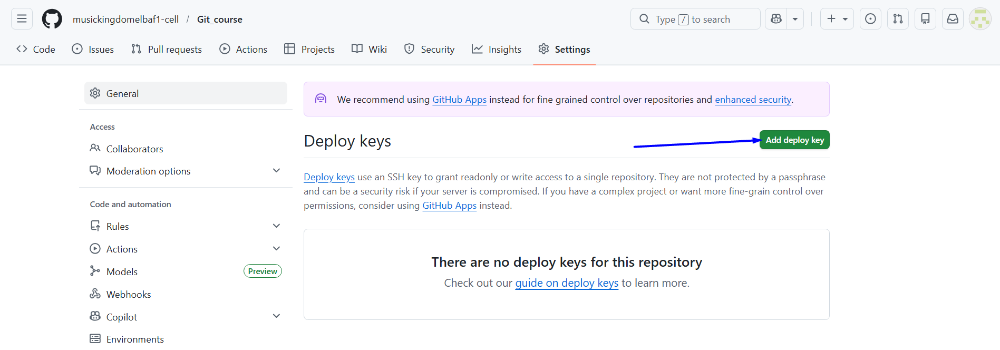 musickingdomelbaf1-cell / Git_course
Type / to search
Code
Issues
Pull requests
Actions
Projects
Wiki
Security
Insights
Settings
General
Access
Collaborators
Moderation options
Code and automation
Rules
Actions
Models Preview
Webhooks
Copilot
Environments
We recommend using GitHub Apps instead for fine grained control over repositories and enhanced security.
Deploy keys
Add deploy key
Deploy keys use an SSH key to grant readonly or write access to a single repository. They are not protected by a passphrase
and can be a security risk if your server is compromised. If you have a complex project or want more fine-grain control over
permissions, consider using GitHub Apps instead.
There are no deploy keys for this repository
Check out our guide on deploy keys to learn more.